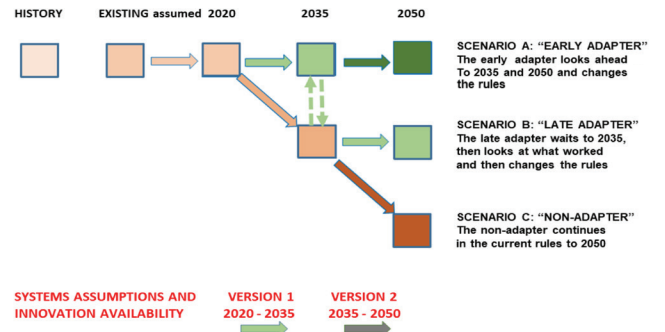 HISTORY EXISTING assumed 2020 2035 2050
SCENARIO A: “EARLY ADAPTER”
The early adapter looks ahead
To 2035 and 2050 and changes
the rules
SCENARIO B: “LATE ADAPTER”
The late adapter waits to 2035,
then looks at what worked
and then changes the rules
SCENARIO C: “NON-ADAPTER”
The non-adapter continues
in the current rules to 2050
SYSTEMS ASSUMPTIONS AND VERSION 1 VERSION 2
INNOVATION AVAILABILITY 2020 - 2035 2035 - 2050